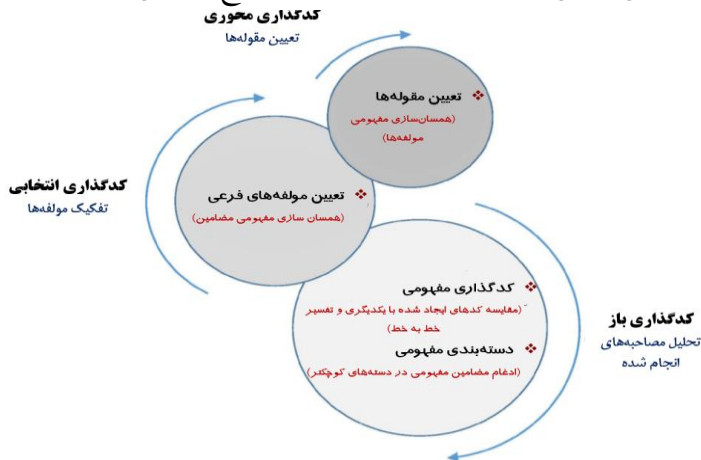 کدگذاری محوری
تعیین مقوله‌ها
❖ تعیین مقوله‌ها
(همسان‌سازی مفهومی
مولفه‌ها)
کدگذاری انتخابی
تفکیک مولفه‌ها
❖ تعیین مولفه‌های فرعی
(همسان سازی مفهومی مضامین)
❖ کدگذاری مفهومی
(مقایسه کدهای ایجاد شده با یکدیگری و تفسیر
خط به خط)
❖ دسته‌بندی مفهومی
(ادغام مضامین مفهومی در دسته‌های کوچکتر)
کدگذاری باز
تحلیل مصاحبه‌های
انجام شده